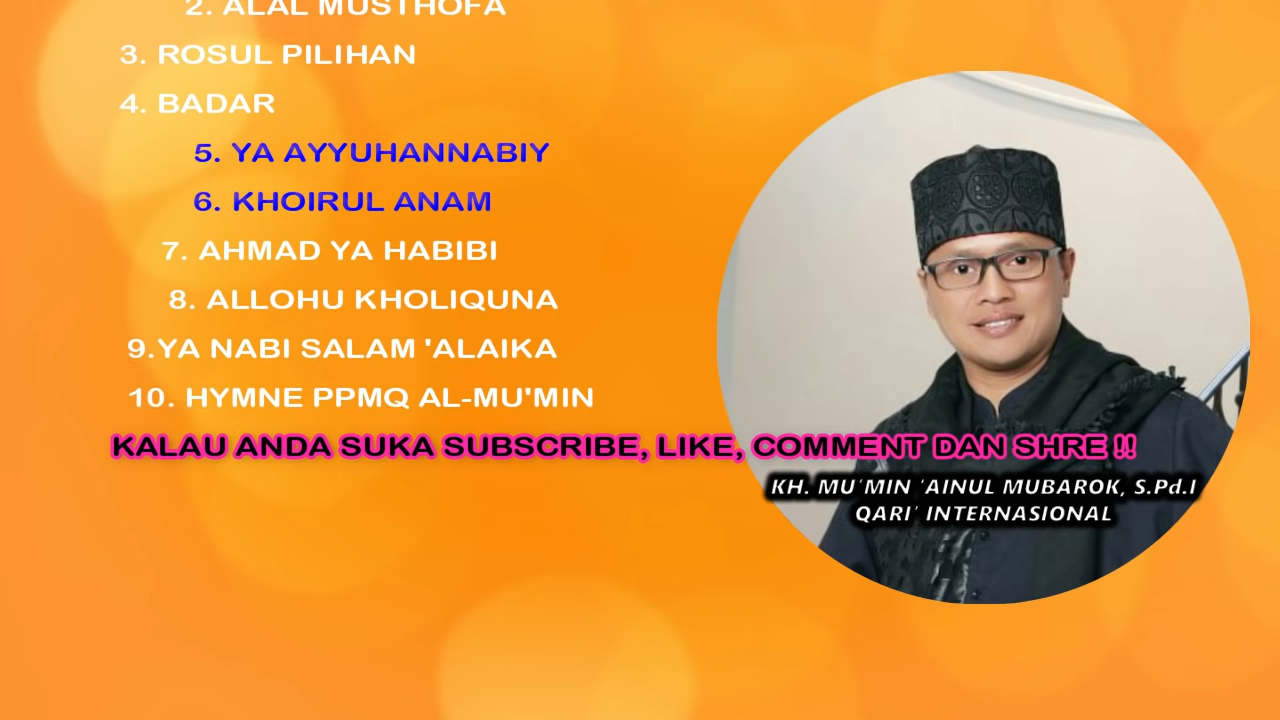 2. ALAL MUSTHOFA
3. ROSUL PILIHAN
4. BADAR
5. YA AYYUHANNABIY
6. KHOIRUL ANAM
7. AHMAD YA HABIBI
8. ALLOHU KHOLIQUNA
9.YA NABI SALAM 'ALAIKA
10. HYMNE PPMQ AL-MU'MIN
KALAU ANDA SUKA SUBSCRIBE, LIKE, COMMENT DAN SHRE !!
KH. MU'MIN 'AINUL MUBAROK, S.Pd.I
QARI' INTERNASIONAL